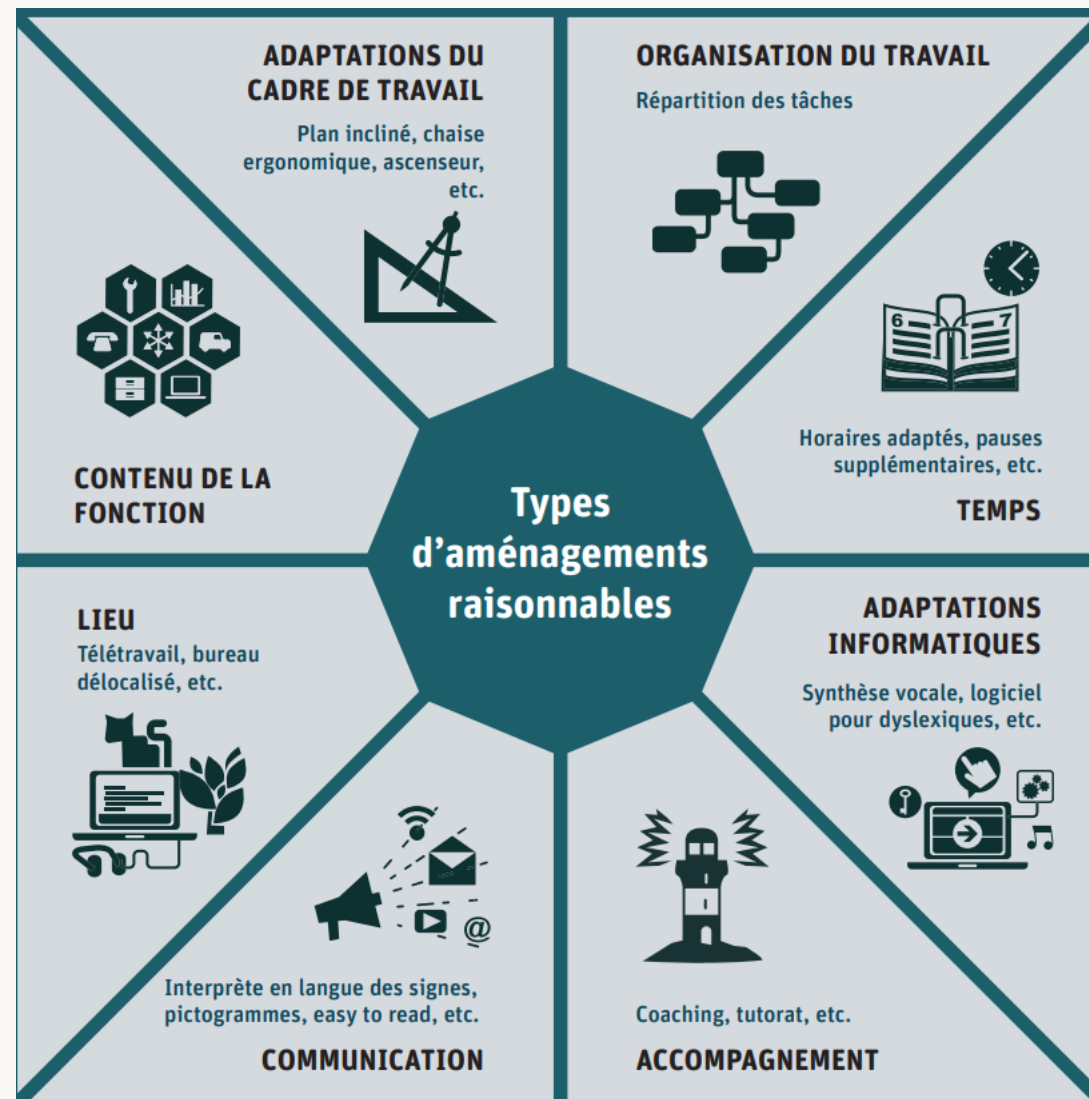 ADAPTATIONS DU
CADRE DE TRAVAIL
Plan incliné, chaise
ergonomique, ascenseur,
etc.
ORGANISATION DU TRAVAIL
Répartition des tâches
6
7
Horaires adaptés, pauses
supplémentaires, etc.
TEMPS
CONTENU DE LA
FONCTION
Types
d’aménagements
raisonnables
LIEU
Télétravail, bureau
délocalisé, etc.
ADAPTATIONS
INFORMATIQUES
Synthèse vocale, logiciel
pour dyslexiques, etc.
@
Interprète en langue des signes,
pictogrammes, easy to read, etc.
COMMUNICATION
Coaching, tutorat, etc.
ACCOMPAGNEMENT